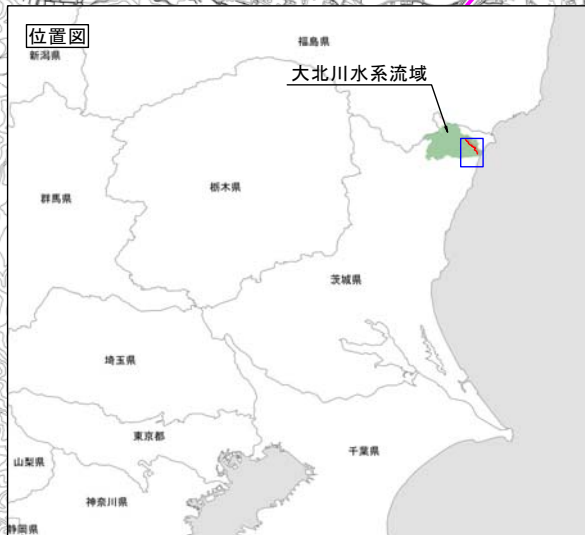 位置図
新潟県
福島県
大北川水系流域
栃木県
群馬県
茨城県
埼玉県
東京都
山梨県
千葉県
神奈川県
静岡県